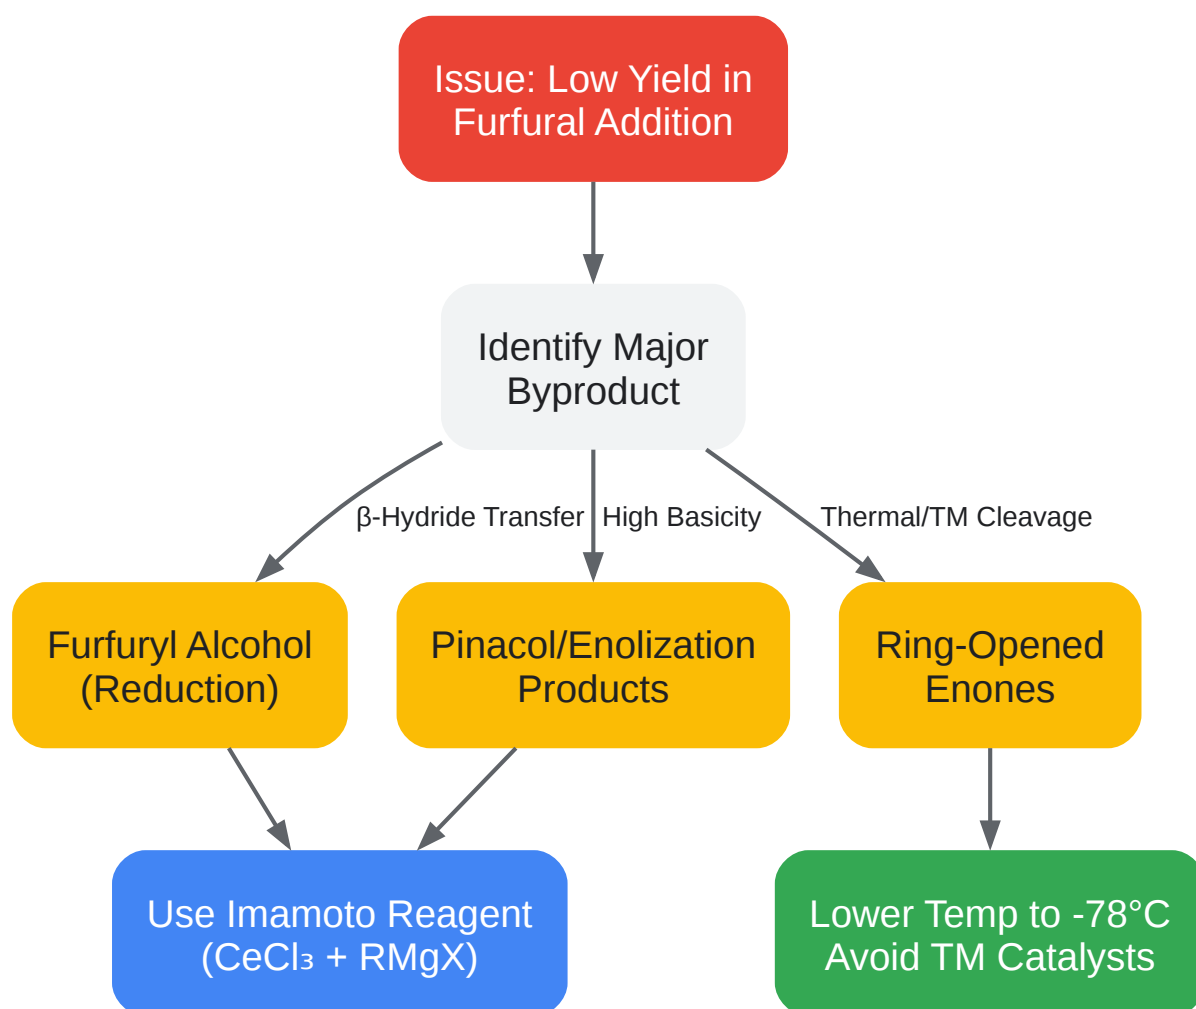 Issue: Low Yield in
Furfural Addition
Identify Major
Byproduct
β-Hydride Transfer
High Basicity
Thermal/TM Cleavage
Furfuryl Alcohol
(Reduction)
Pinacol/Enolization
Products
Ring-Opened
Enones
Use Imamoto Reagent
(CeCl₃ + RMgX)
Lower Temp to -78°C
Avoid TM Catalysts